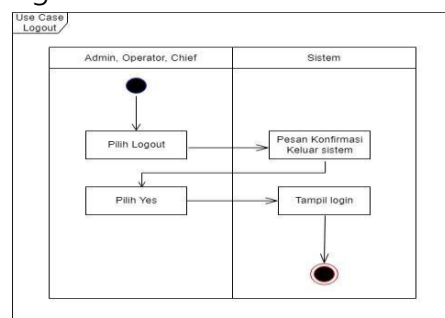 Use Case
Logout
Admin, Operator, Chief
Sistem
Pilih Logout
Pesan Konfirmasi
Keluar sistem
Pilih Yes
Tampil login